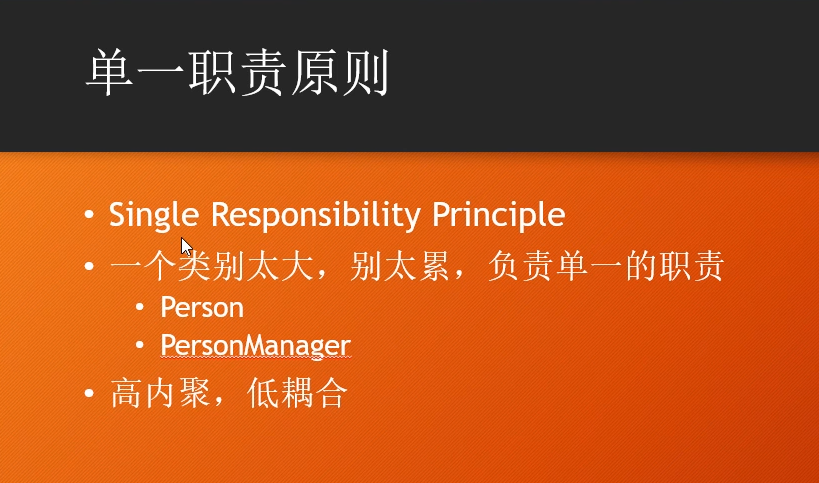 单一职责原则
Single Responsibility Principle
一个类别太大，别太累，负责单一的职责
Person
PersonManager
高内聚，低耦合